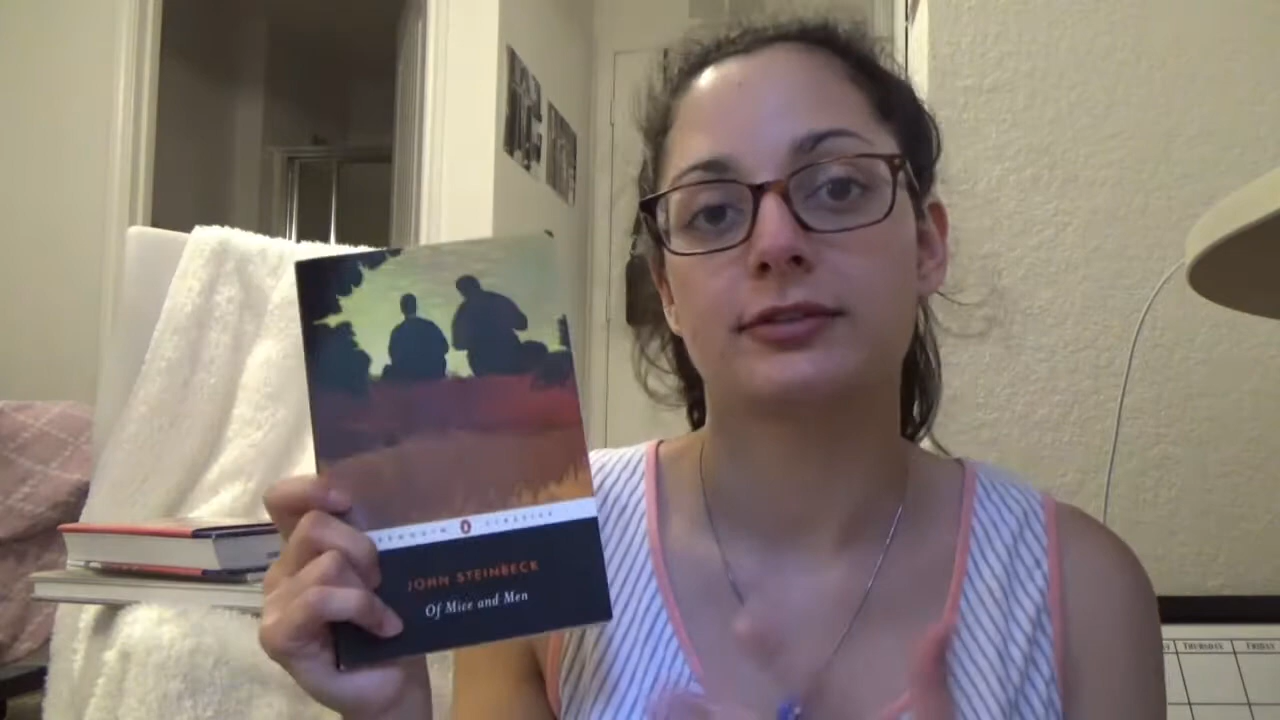 PENGUIN CLASSICS
JOHN STEINBECK
Of Mice and Men
THURSDAY FRIDAY